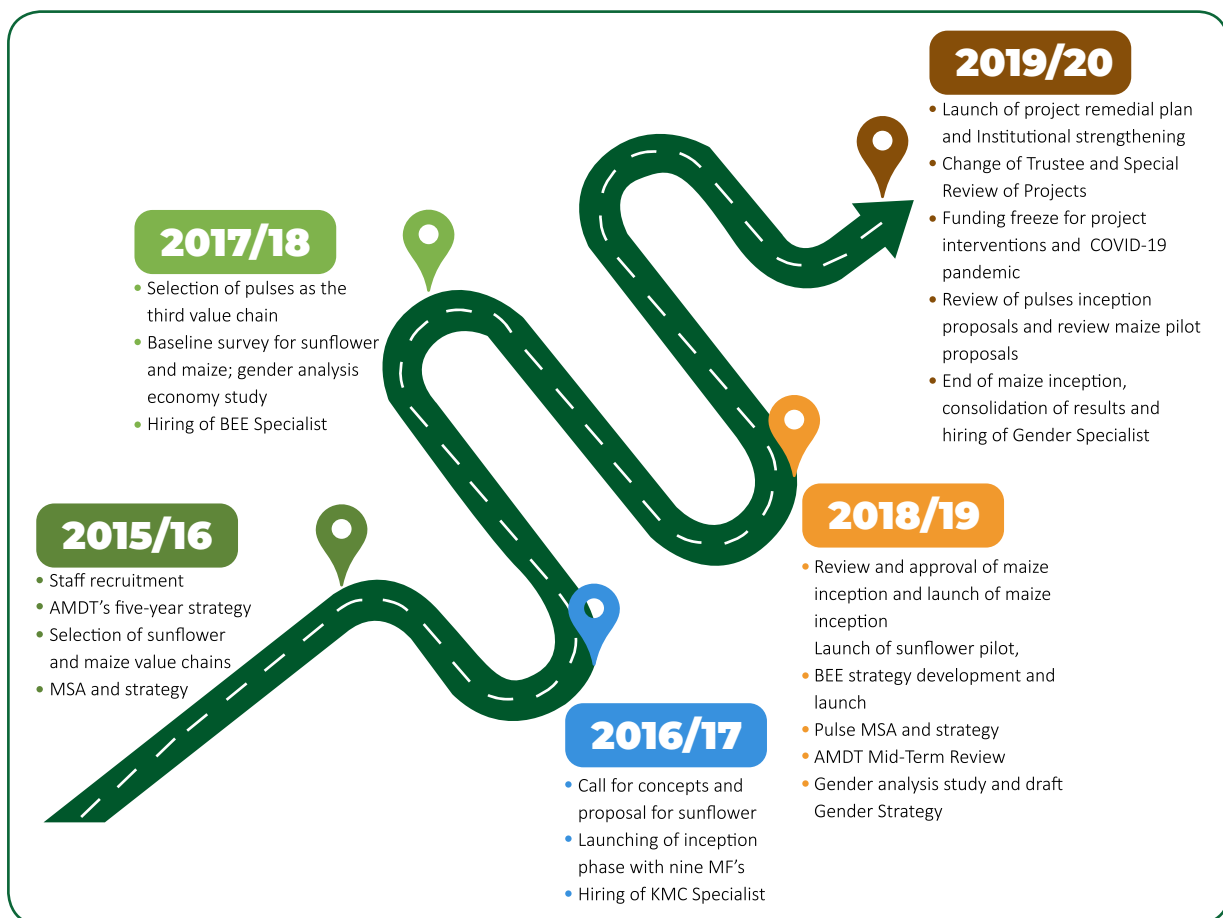 2015/16
• Staff recruitment
• AMDT’s five-year strategy
• Selection of sunflower
and maize value chains
• MSA and strategy
2016/17
• Call for concepts and
proposal for sunflower
• Launching of inception
phase with nine MF’s
• Hiring of KMC Specialist
2017/18
• Selection of pulses as the
third value chain
• Baseline survey for sunflower
and maize; gender analysis
economy study
• Hiring of BEE Specialist
2018/19
• Review and approval of maize
inception and launch of maize
inception
Launch of sunflower pilot,
• BEE strategy development and
launch
• Pulse MSA and strategy
• AMDT Mid-Term Review
• Gender analysis study and draft
Gender Strategy
2019/20
• Launch of project remedial plan
and Institutional strengthening
• Change of Trustee and Special
Review of Projects
• Funding freeze for project
interventions and COVID-19
pandemic
• Review of pulses inception
proposals and review maize pilot
proposals
• End of maize inception,
consolidation of results and
hiring of Gender Specialist